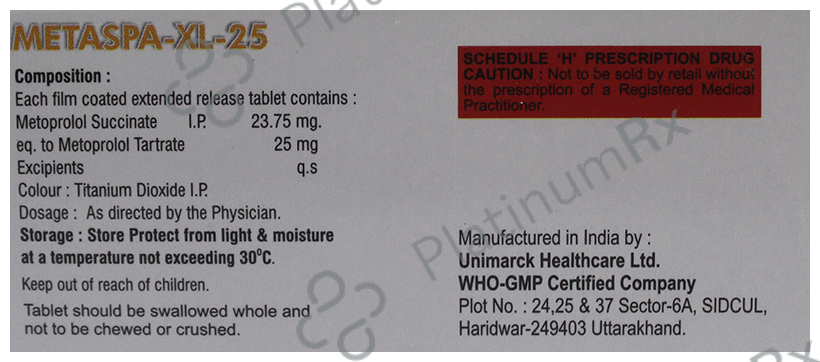 METASPA-XL-25
Composition :
Each film coated extended release tablet contains :
Metoprolol Succinate I.P. 23.75 mg.
eq. to Metoprolol Tartrate 25 mg
Excipients q.s
Colour : Titanium Dioxide I.P.
Dosage : As directed by the Physician.
Storage : Store Protect from light & moisture
at a temperature not exceeding 30°C.
Keep out of reach of children.
Tablet should be swallowed whole and
not to be chewed or crushed.
SCHEDULE 'H' PRESCRIPTION DRUG
CAUTION : Not to be sold by retail without
the prescription of a Registered Medical
Practitioner.
Manufactured in India by :
Unimarck Healthcare Ltd.
WHO-GMP Certified Company
Plot No. : 24,25 & 37 Sector-6A, SIDCUL,
Haridwar-249403 Uttarakhand.
PlatinumRx